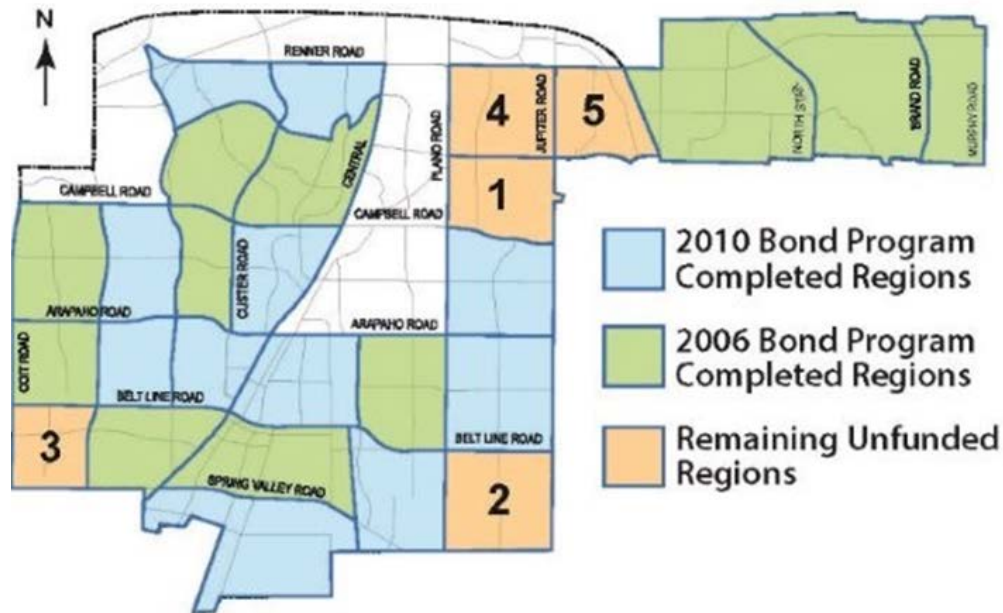 N
RENNER ROAD
4
JUPITER ROAD
5
NORTH STAR
BRAND ROAD
MURPHY ROAD
CENTRAL
PLANO ROAD
CAMPBELL ROAD
CAMPBELL ROAD
1
CUSTER ROAD
2010 Bond Program
Completed Regions
ARAPAHO ROAD
ARAPAHO ROAD
COIT ROAD
2006 Bond Program
Completed Regions
BELT LINE ROAD
BELT LINE ROAD
3
Remaining Unfunded
Regions
SPRING VALLEY ROAD
2